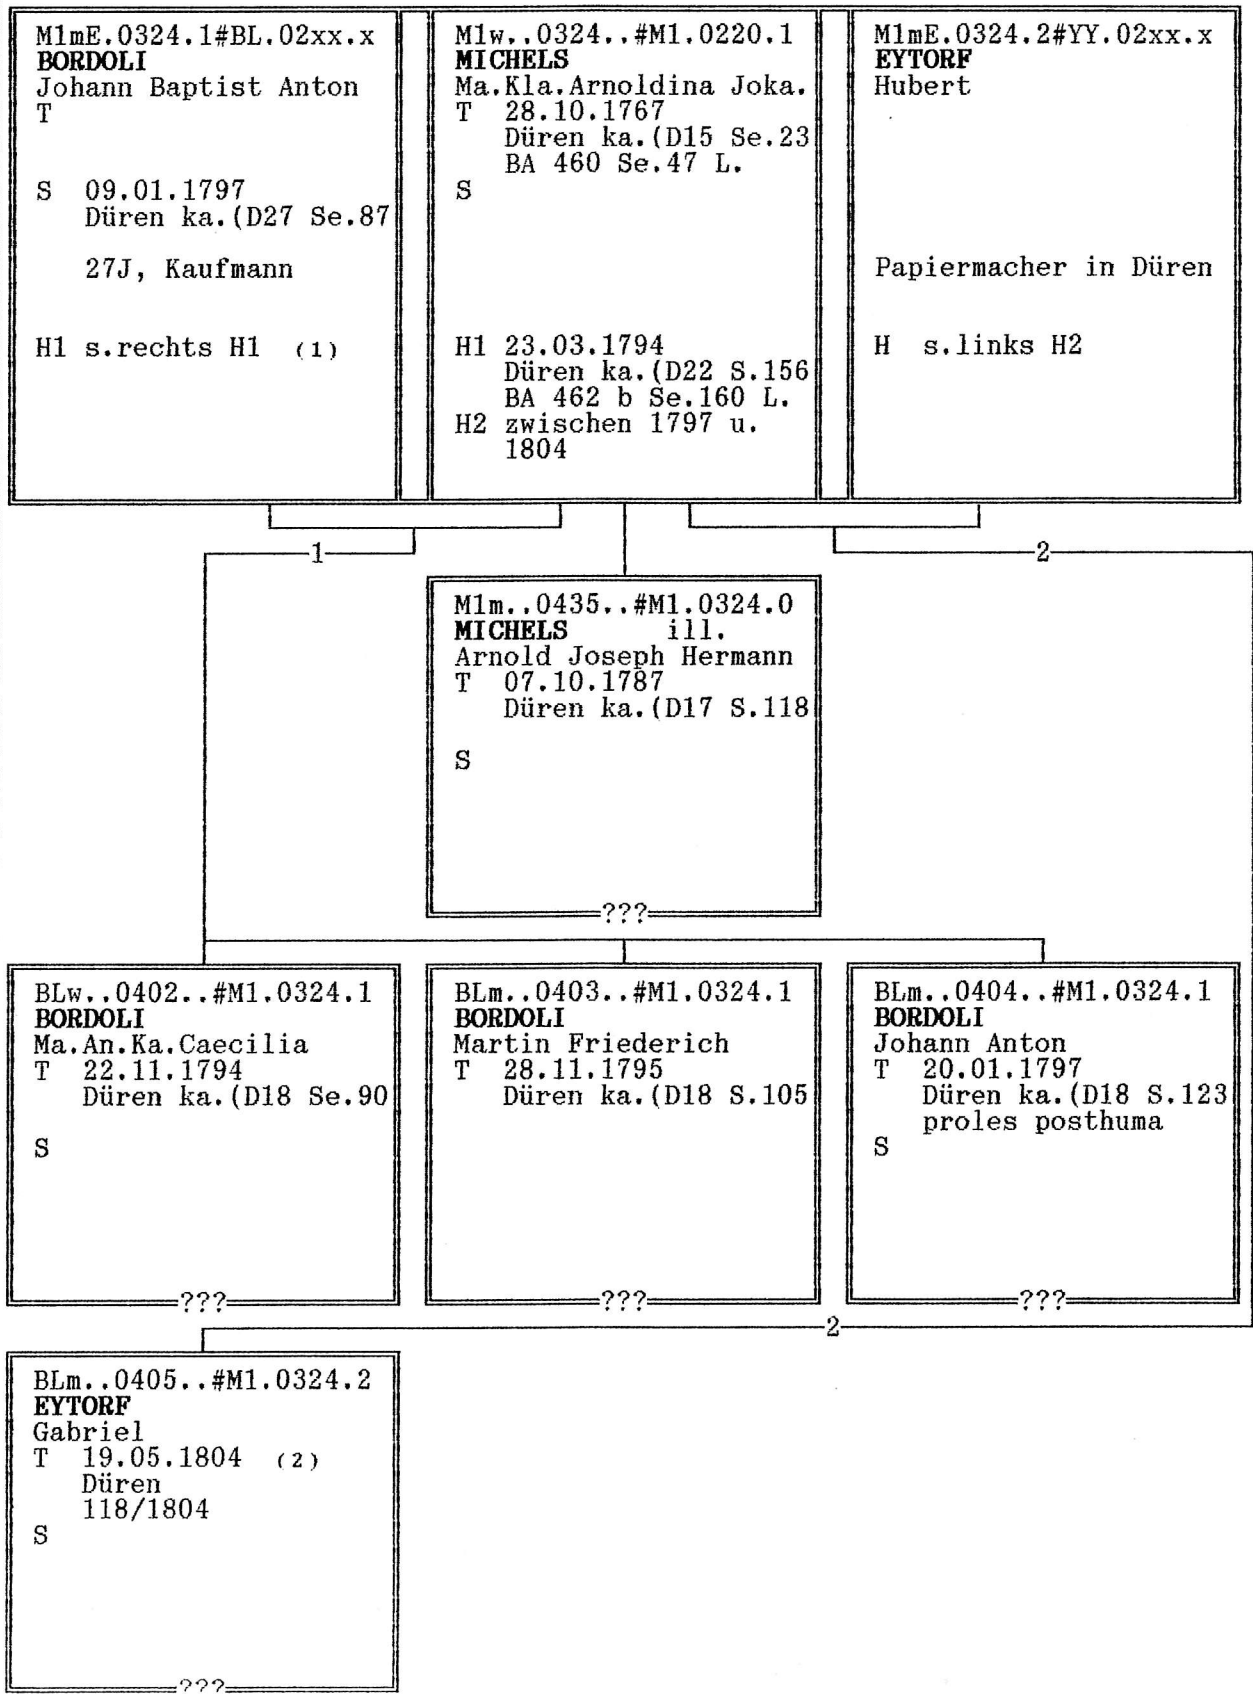 M1mE.0324.1#BL.02xx.x
BORDOLI
Johann Baptist Anton
T
S 09.01.1797
Düren ka.(D27 Se.87
27J, Kaufmann
H1 s.rechts H1 (1)
M1w..0324..#M1.0220.1
MICHELS
Ma.Kla.Arnoldina Joka.
T 28.10.1767
Düren ka.(D15 Se.23
BA 460 Se.47 L.
S
H1 23.03.1794
Düren ka.(D22 S.156
BA 462 b Se.160 L.
H2 zwischen 1797 u.
1804
M1mE.0324.2#YY.02xx.x
EYTORF
Hubert
Papiermacher in Düren
H s.links H2
1
2
M1m..0435..#M1.0324.0
MICHELS ill.
Arnold Joseph Hermann
T 07.10.1787
Düren ka.(D17 S.118
S
???
BLw..0402..#M1.0324.1
BORDOLI
Ma.An.Ka.Caecilia
T 22.11.1794
Düren ka.(D18 Se.90
S
???
BLm..0403..#M1.0324.1
BORDOLI
Martin Friederich
T 28.11.1795
Düren ka.(D18 S.105
???
BLm..0404..#M1.0324.1
BORDOLI
Johann Anton
T 20.01.1797
Düren ka.(D18 S.123
proles posthuma
S
???
2
BLm..0405..#M1.0324.2
EYTORF
Gabriel
T 19.05.1804 (2)
Düren
118/1804
S
???